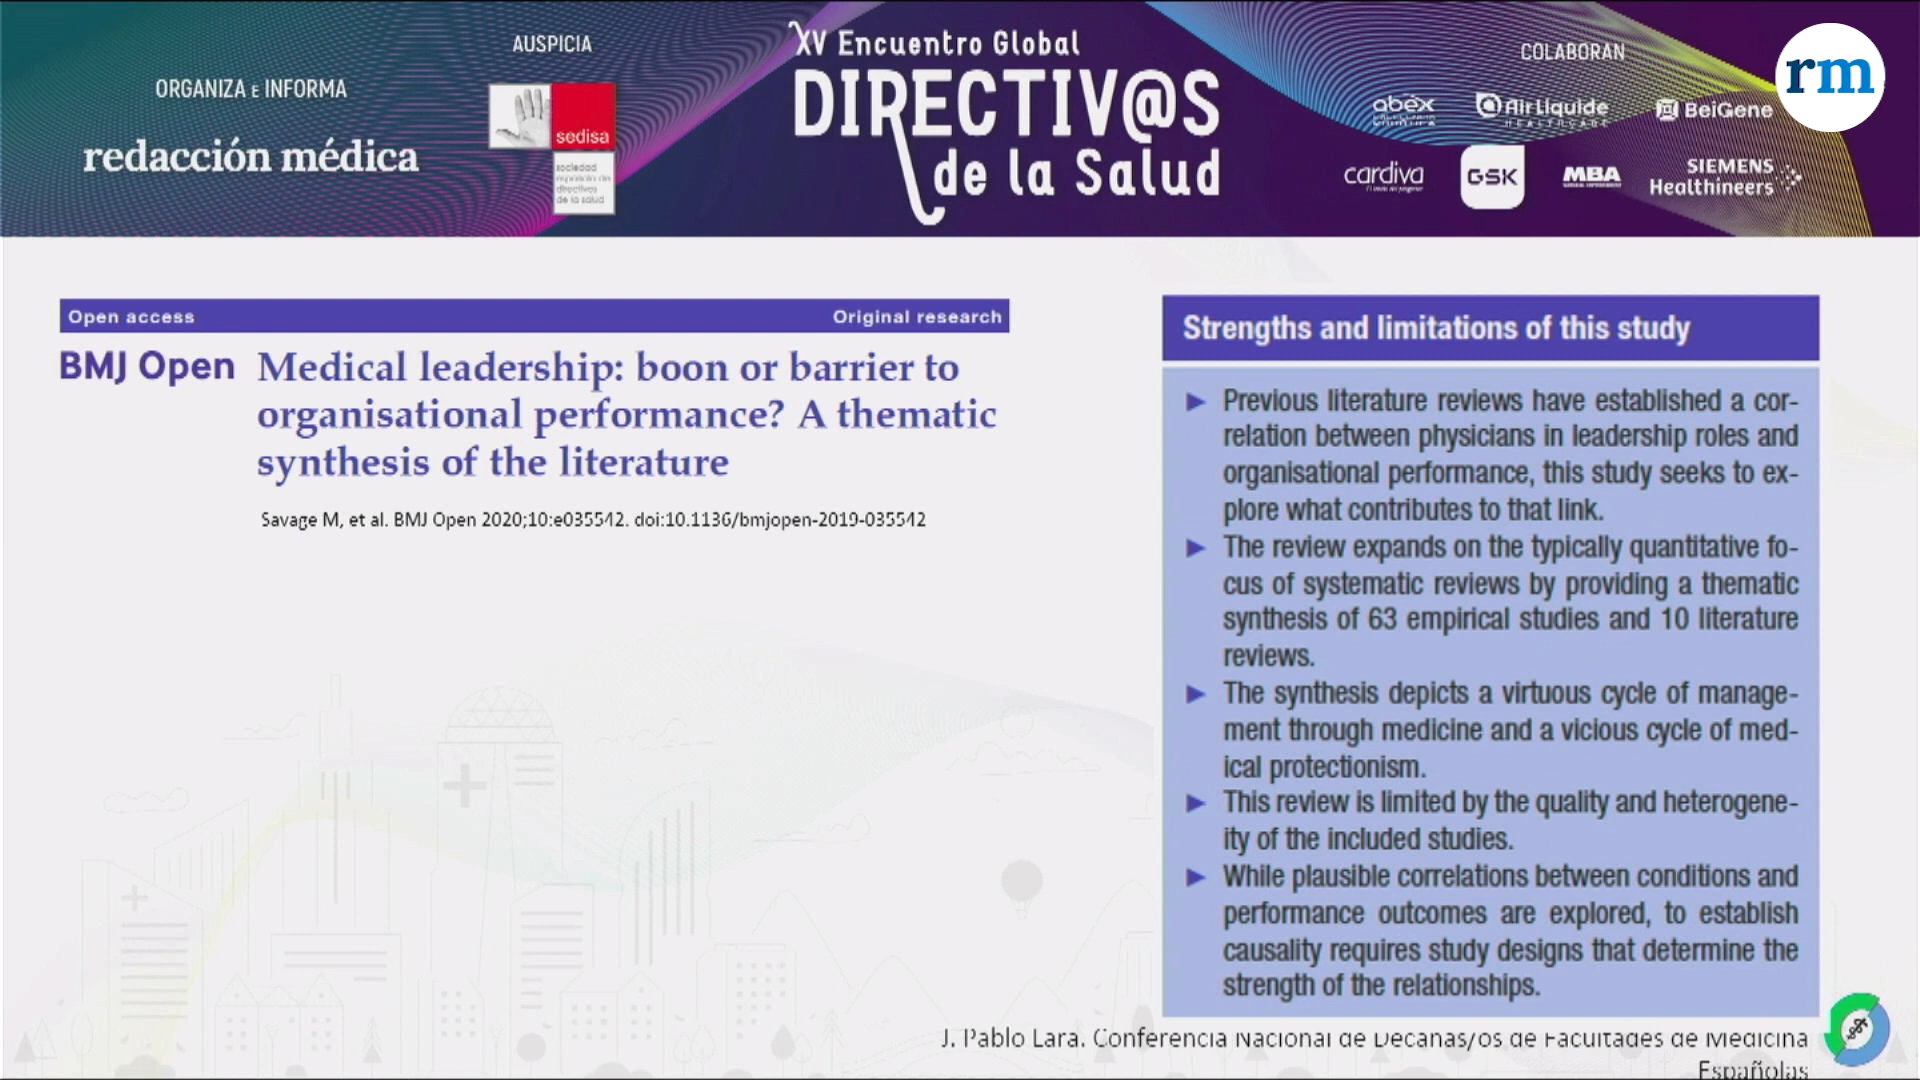 AUSPICIA
ORGANIZA E INFORMA
redacción médica
sedisa
sociedad
española de
directivos
de la salud
XV Encuentro Global
DIRECTIV@S
de la Salud
COLABORAN
abex
Air Liquide
HEALTHCARE
BeiGene
rm
cardiva
GSK
MBA
SIEMENS
Healthineers
Open access
Original research
BMJ Open
Medical leadership: boon or barrier to
organisational performance? A thematic
synthesis of the literature
Savage M, et al. BMJ Open 2020;10:e035542. doi:10.1136/bmjopen-2019-035542
Strengths and limitations of this study
► Previous literature reviews have established a cor-
relation between physicians in leadership roles and
organisational performance, this study seeks to ex-
plore what contributes to that link.
► The review expands on the typically quantitative fo-
cus of systematic reviews by providing a thematic
synthesis of 63 empirical studies and 10 literature
reviews.
► The synthesis depicts a virtuous cycle of manage-
ment through medicine and a vicious cycle of med-
ical protectionism.
► This review is limited by the quality and heterogene-
ity of the included studies.
► While plausible correlations between conditions and
performance outcomes are explored, to establish
causality requires study designs that determine the
strength of the relationships.
J. Pablo Lara. Conferencia Nacional de Decanas/os de Facultades de Medicina
Españolas